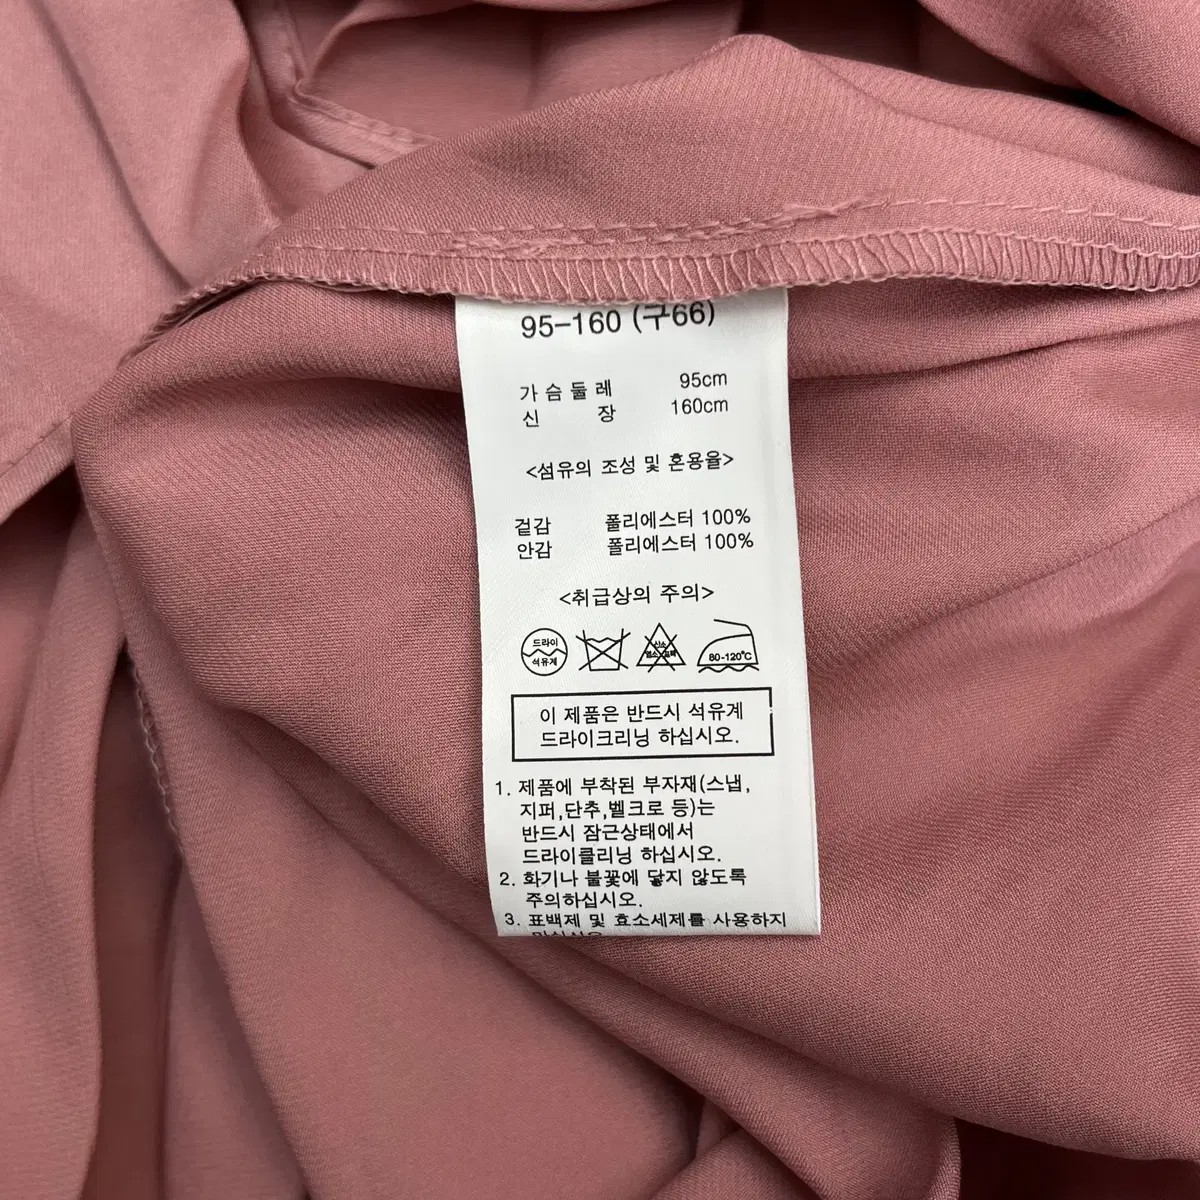 95-160 (구66)
가슴둘레 95cm
신장 160cm
<섬유의 조성 및 혼용율>
겉감 폴리에스터 100%
안감 폴리에스터 100%
<취급상의 주의>
드라이
석유계
80-120℃
이 제품은 반드시 석유계
드라이크리닝 하십시오.
1. 제품에 부착된 부자재(스냅,
지퍼,단추,벨크로 등)는
반드시 잠근상태에서
드라이클리닝 하십시오.
2. 화기나 불꽃에 닿지 않도록
주의하십시오.
3. 표백제 및 효소세제를 사용하지